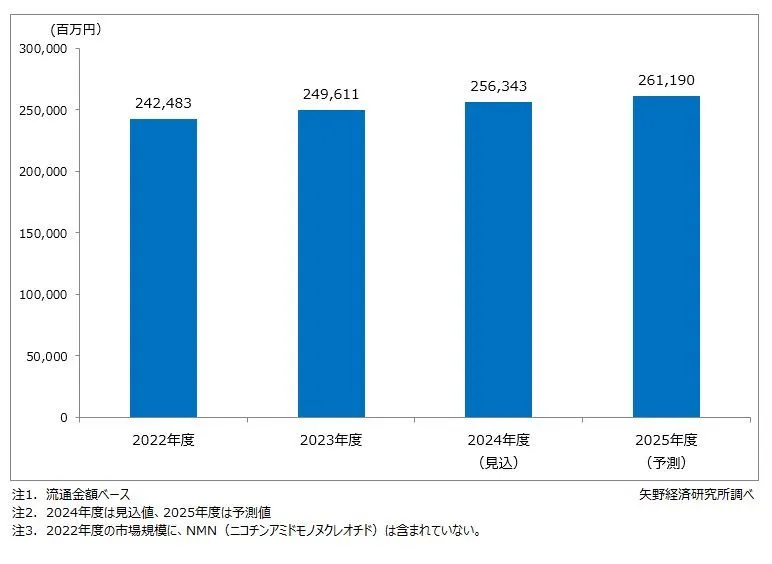 (百万円)
300,000
250,000
200,000
150,000
100,000
50,000
0
242,483
249,611
256,343
261,190
2022年度
2023年度
2024年度
（見込）
2025年度
（予測）
注1．流通金額ベース
矢野経済研究所調べ
注2．2024年度は見込値、2025年度は予測値
注3．2022年度の市場規模に、NMN（ニコチンアミドモノヌクレオチド）は含まれていない。